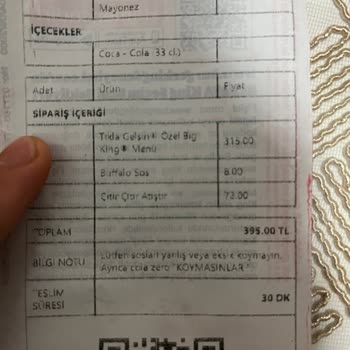 Mayonez
İÇECEKLER
1 Coca - Cola (33 cl.)
Adet Ürün Fiyat
SİPARİŞ İÇERİĞİ
Tıkla Gelsin® Özel Big 315.00
King® Menü
Buffalo Sos 8.00
Çıtır Çıtır Atıştır 72.00
TOPLAM 395.00 TL
BİLGİ NOTU Lütfen sosları yanlış veya eksik koymayın.
Ayrıca cola zero "KOYMASINLAR"
TESLİM 30 DK
SÜRESİ